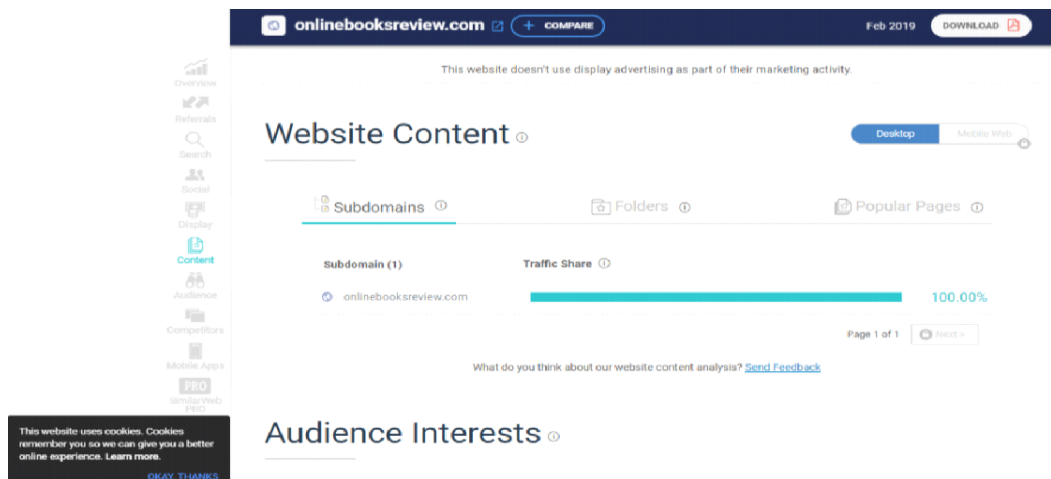 onlinebooksreview.com + COMPARE Feb 2019 DOWNLOAD
This website doesn't use display advertising as part of their marketing activity.
Overview
Referrals
Search
Social
Display
Content
Audience
Competitors
Mobile Apps
PRO
SimilarWeb
PRO
Website Content
Desktop Mobile Web
Subdomains Folders Popular Pages
Subdomain (1) Traffic Share
onlinebooksreview.com 100.00%
Page 1 of 1 Next >
What do you think about our website content analysis? Send Feedback
This website uses cookies. Cookies
remember you so we can give you a better
online experience. Learn more.
OKAY, THANKS
Audience Interests